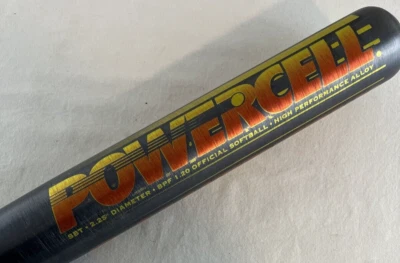 POWERCELL
SBT • 2.25" DIAMETER • BPF 1.20 OFFICIAL SOFTBALL • HIGH PERFORMANCE ALLOY